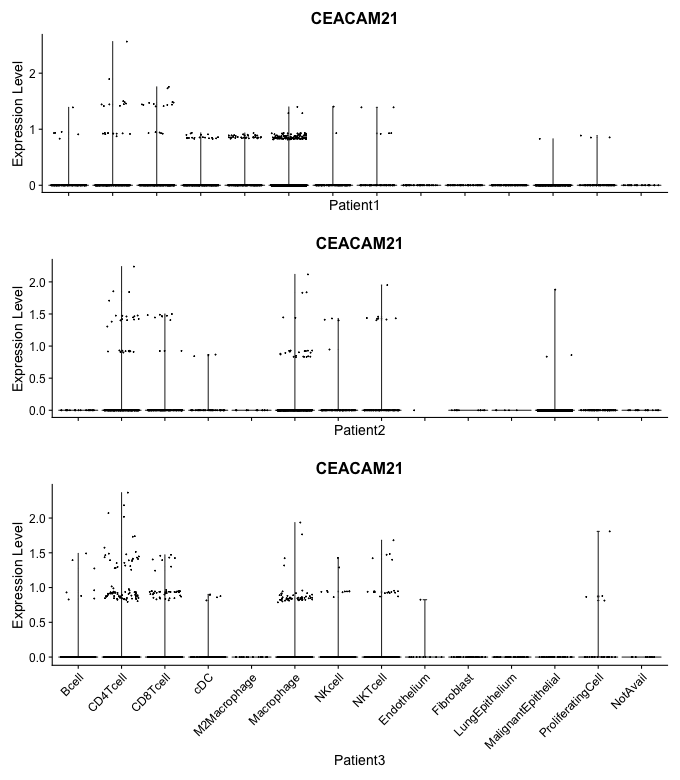 CEACAM21
Expression Level
2
1
0
Patient1
CEACAM21
Expression Level
2.0
1.5
1.0
0.5
0.0
Patient2
CEACAM21
Expression Level
2.0
1.5
1.0
0.5
0.0
Bcell
CD4Tcell
CD8Tcell
cDC
M2Macrophage
Macrophage
NKcell
NKTcell
Endothelium
Fibroblast
LungEpithelium
MalignantEpithelial
ProliferatingCell
NotAvail
Patient3